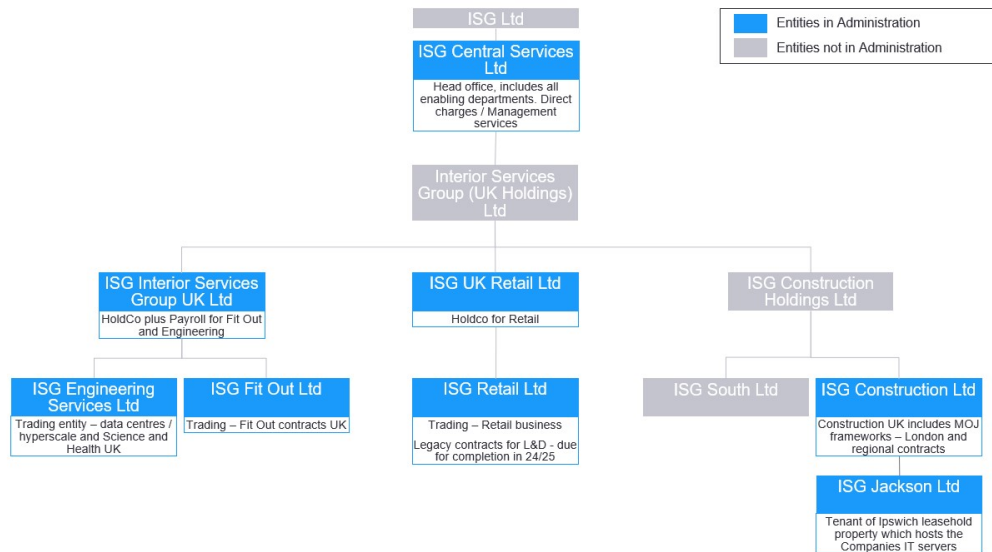 ISG Ltd
Entities in Administration
Entities not in Administration
ISG Central Services
Ltd
Head office, includes all
enabling departments. Direct
charges / Management
services
Interior Services
Group (UK Holdings)
Ltd
ISG Interior Services
Group UK Ltd
HoldCo plus Payroll for Fit Out
and Engineering
ISG UK Retail Ltd
Holdco for Retail
ISG Construction
Holdings Ltd
ISG Engineering
Services Ltd
Trading entity – data centres /
hyperscale and Science and
Health UK
ISG Fit Out Ltd
Trading – Fit Out contracts UK
ISG Retail Ltd
Trading – Retail business
Legacy contracts for L&D - due
for completion in 24/25
ISG South Ltd
ISG Construction Ltd
Construction UK includes MOJ
frameworks – London and
regional contracts
ISG Jackson Ltd
Tenant of Ipswich leasehold
property which hosts the
Companies IT servers